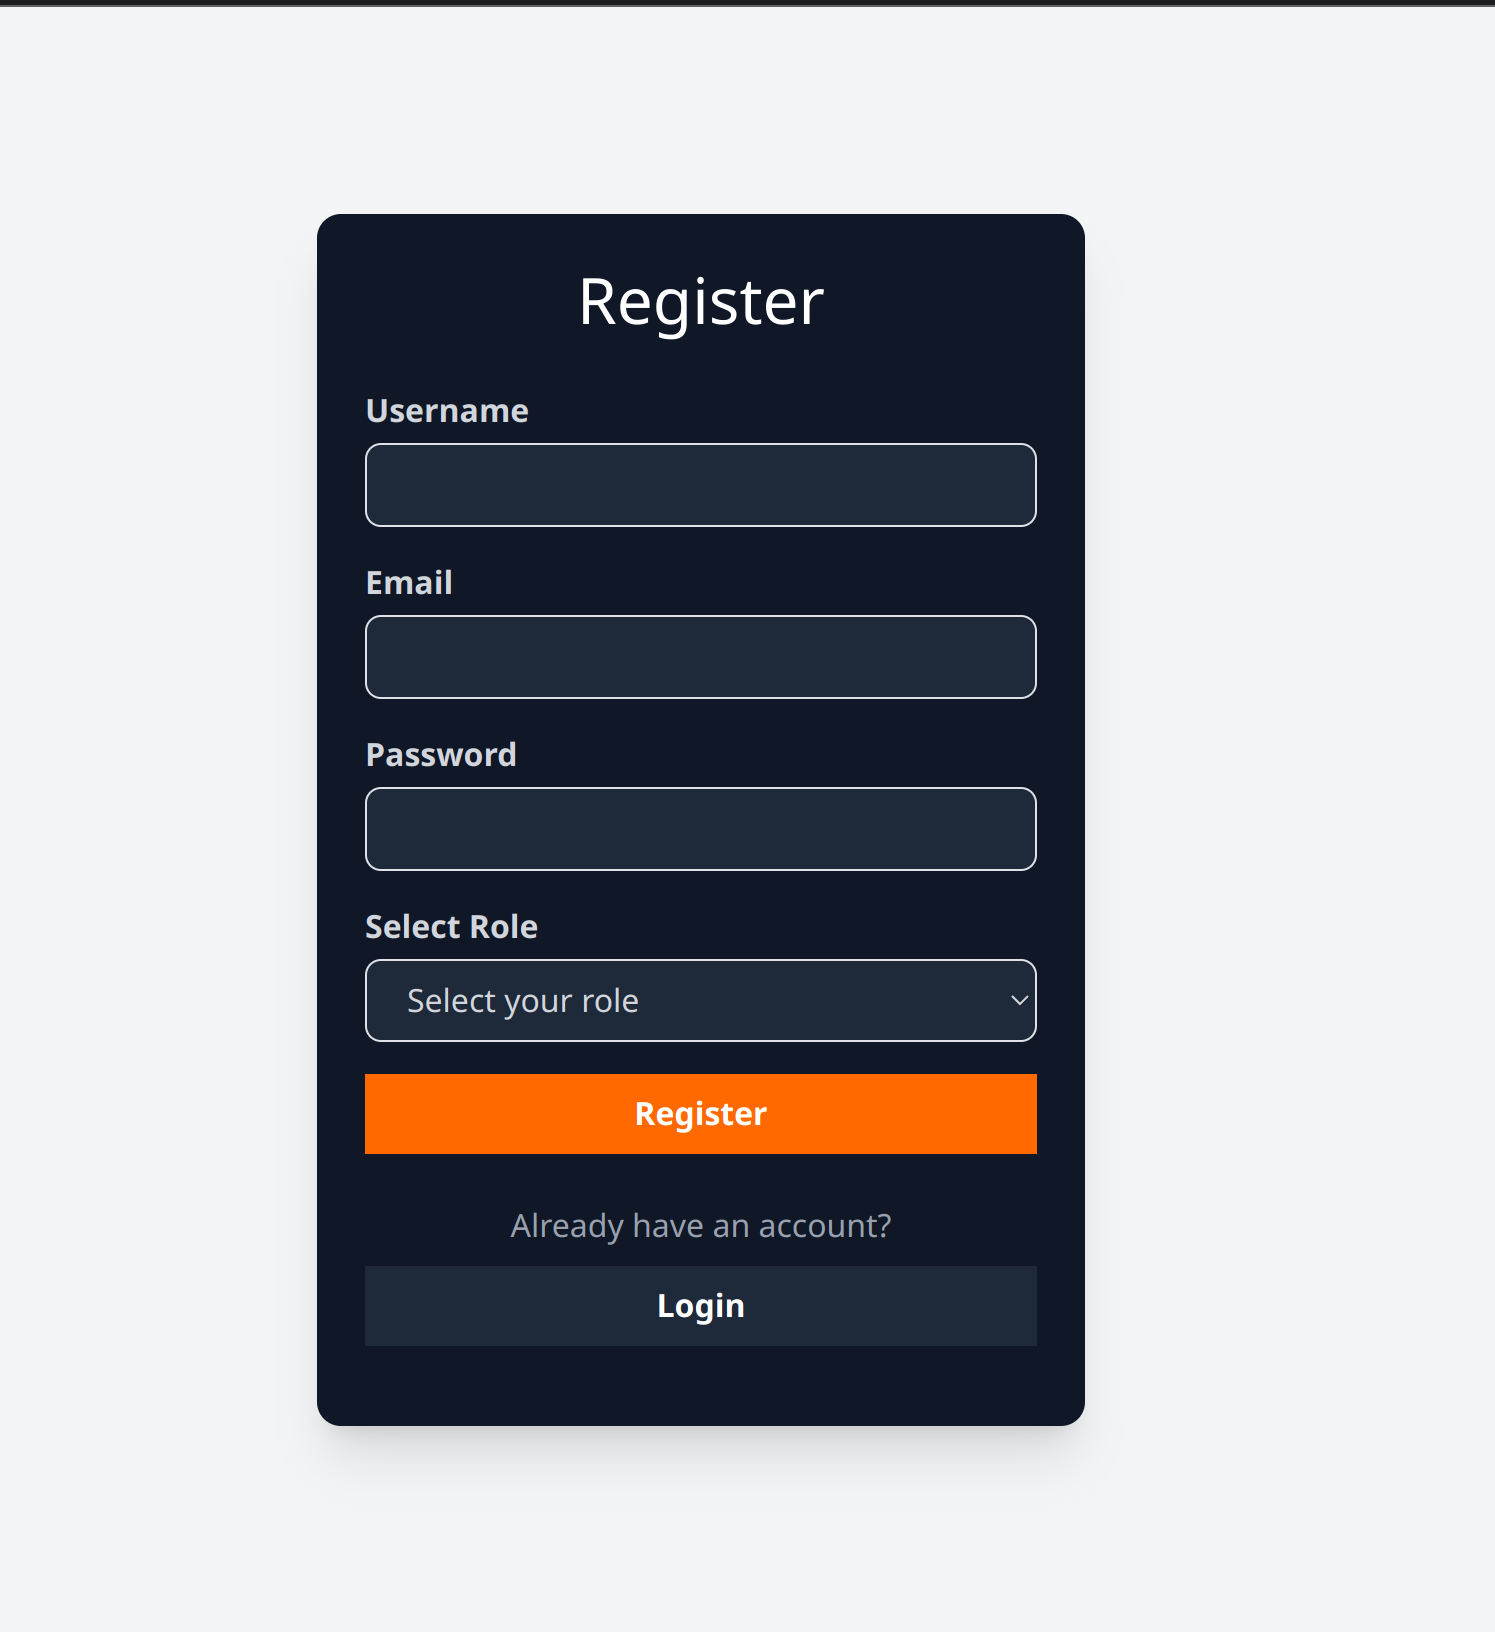 Register
Username
Email
Password
Select Role
Select your role
Register
Already have an account?
Login